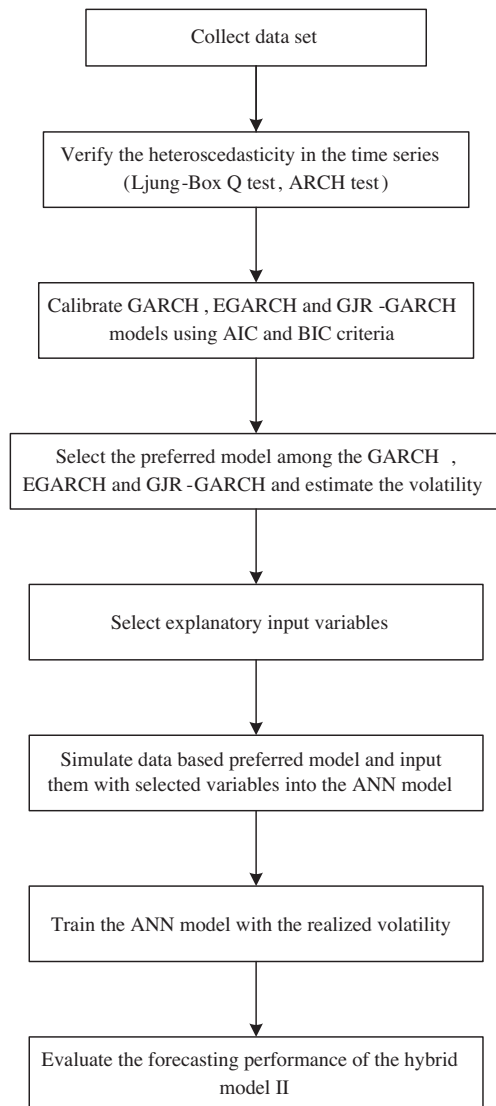 Collect data set
Verify the heteroscedasticity in the time series
(Ljung-Box Q test, ARCH test)
Calibrate GARCH , EGARCH and GJR -GARCH
models using AIC and BIC criteria
Select the preferred model among the GARCH ,
EGARCH and GJR -GARCH and estimate the volatility
Select explanatory input variables
Simulate data based preferred model and input
them with selected variables into the ANN model
Train the ANN model with the realized volatility
Evaluate the forecasting performance of the hybrid
model II